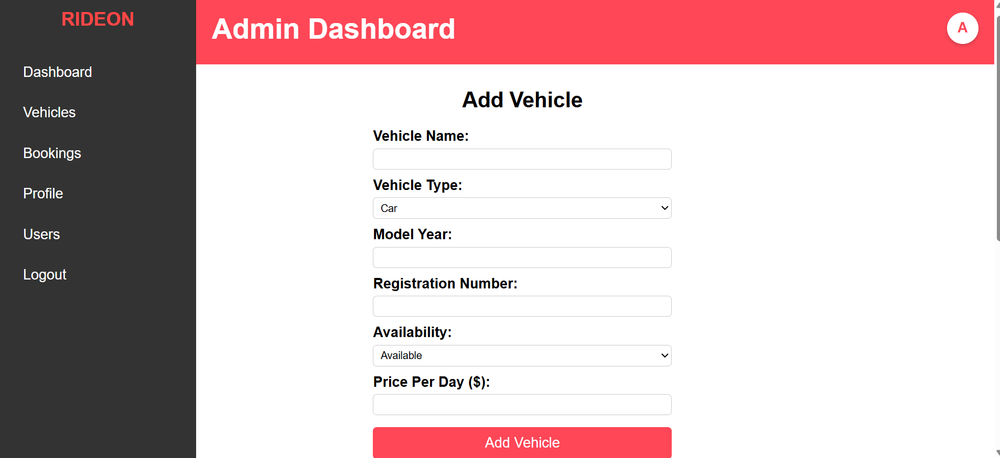 RIDEON
Dashboard
Vehicles
Bookings
Profile
Users
Logout
Admin Dashboard
A
Add Vehicle
Vehicle Name:
Vehicle Type:
Car
Model Year:
Registration Number:
Availability:
Available
Price Per Day ($):
Add Vehicle